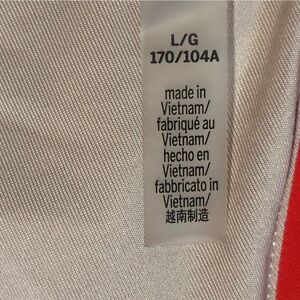 L/G
170/104A
made in
Vietnam/
fabriqué au
Vietnam/
hecho en
Vietnam/
fabbricato in
Vietnam/
越南制造